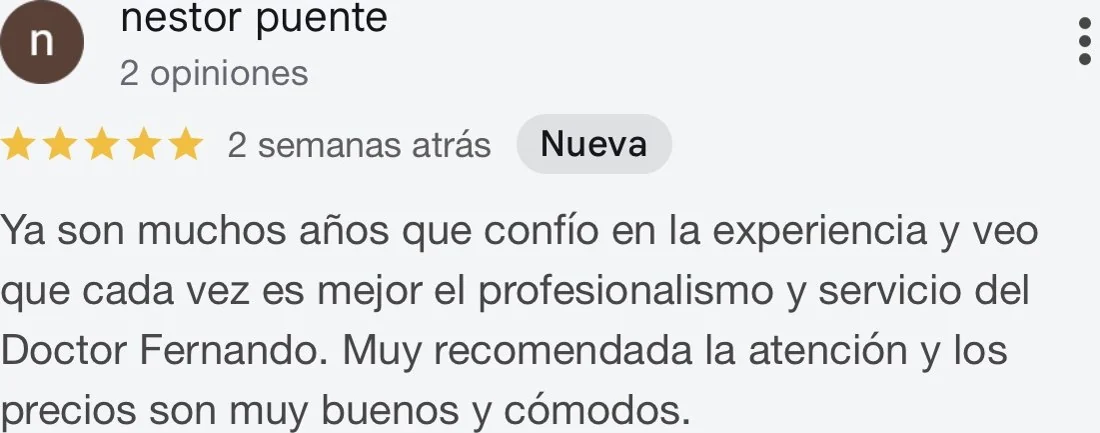 n
nestor puente
2 opiniones
2 semanas atrás Nueva
Ya son muchos años que confío en la experiencia y veo
que cada vez es mejor el profesionalismo y servicio del
Doctor Fernando. Muy recomendada la atención y los
precios son muy buenos y cómodos.